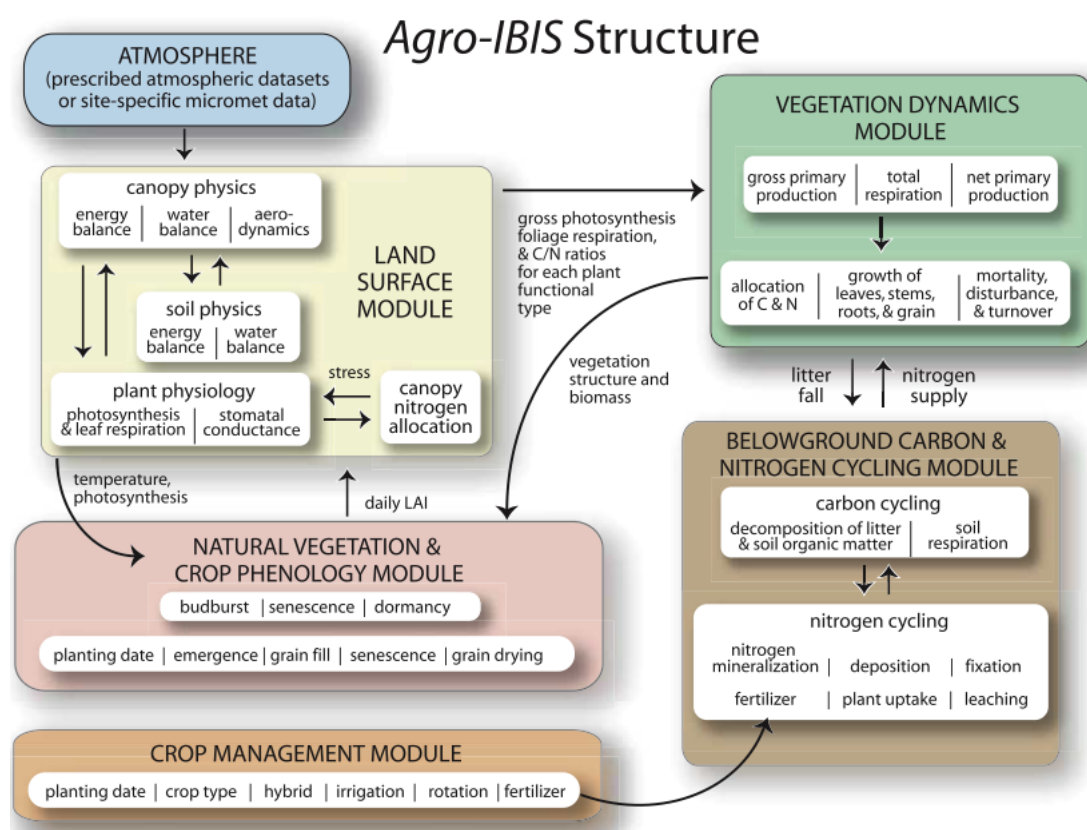 Agro-IBIS Structure
ATMOSPHERE
(prescribed atmospheric datasets
or site-specific micromet data)
canopy physics
energy balance | water balance | aero-dynamics
soil physics
energy balance | water balance
LAND
SURFACE
MODULE
plant physiology
photosynthesis & leaf respiration | stomatal conductance
stress
canopy
nitrogen
allocation
gross photosynthesis
foliage respiration,
& C/N ratios
for each plant
functional
type
VEGETATION DYNAMICS
MODULE
gross primary production | total respiration | net primary production
allocation of C & N | growth of leaves, stems, roots, & grain | mortality, disturbance, & turnover
vegetation
structure and
biomass
litter
fall
nitrogen
supply
temperature,
photosynthesis
daily LAI
NATURAL VEGETATION &
CROP PHENOLOGY MODULE
budburst | senescence | dormancy
planting date | emergence | grain fill | senescence | grain drying
BELOWGROUND CARBON &
NITROGEN CYCLING MODULE
carbon cycling
decomposition of litter & soil organic matter | soil respiration
nitrogen cycling
nitrogen mineralization | deposition | fixation
fertilizer | plant uptake | leaching
CROP MANAGEMENT MODULE
planting date | crop type | hybrid | irrigation | rotation | fertilizer